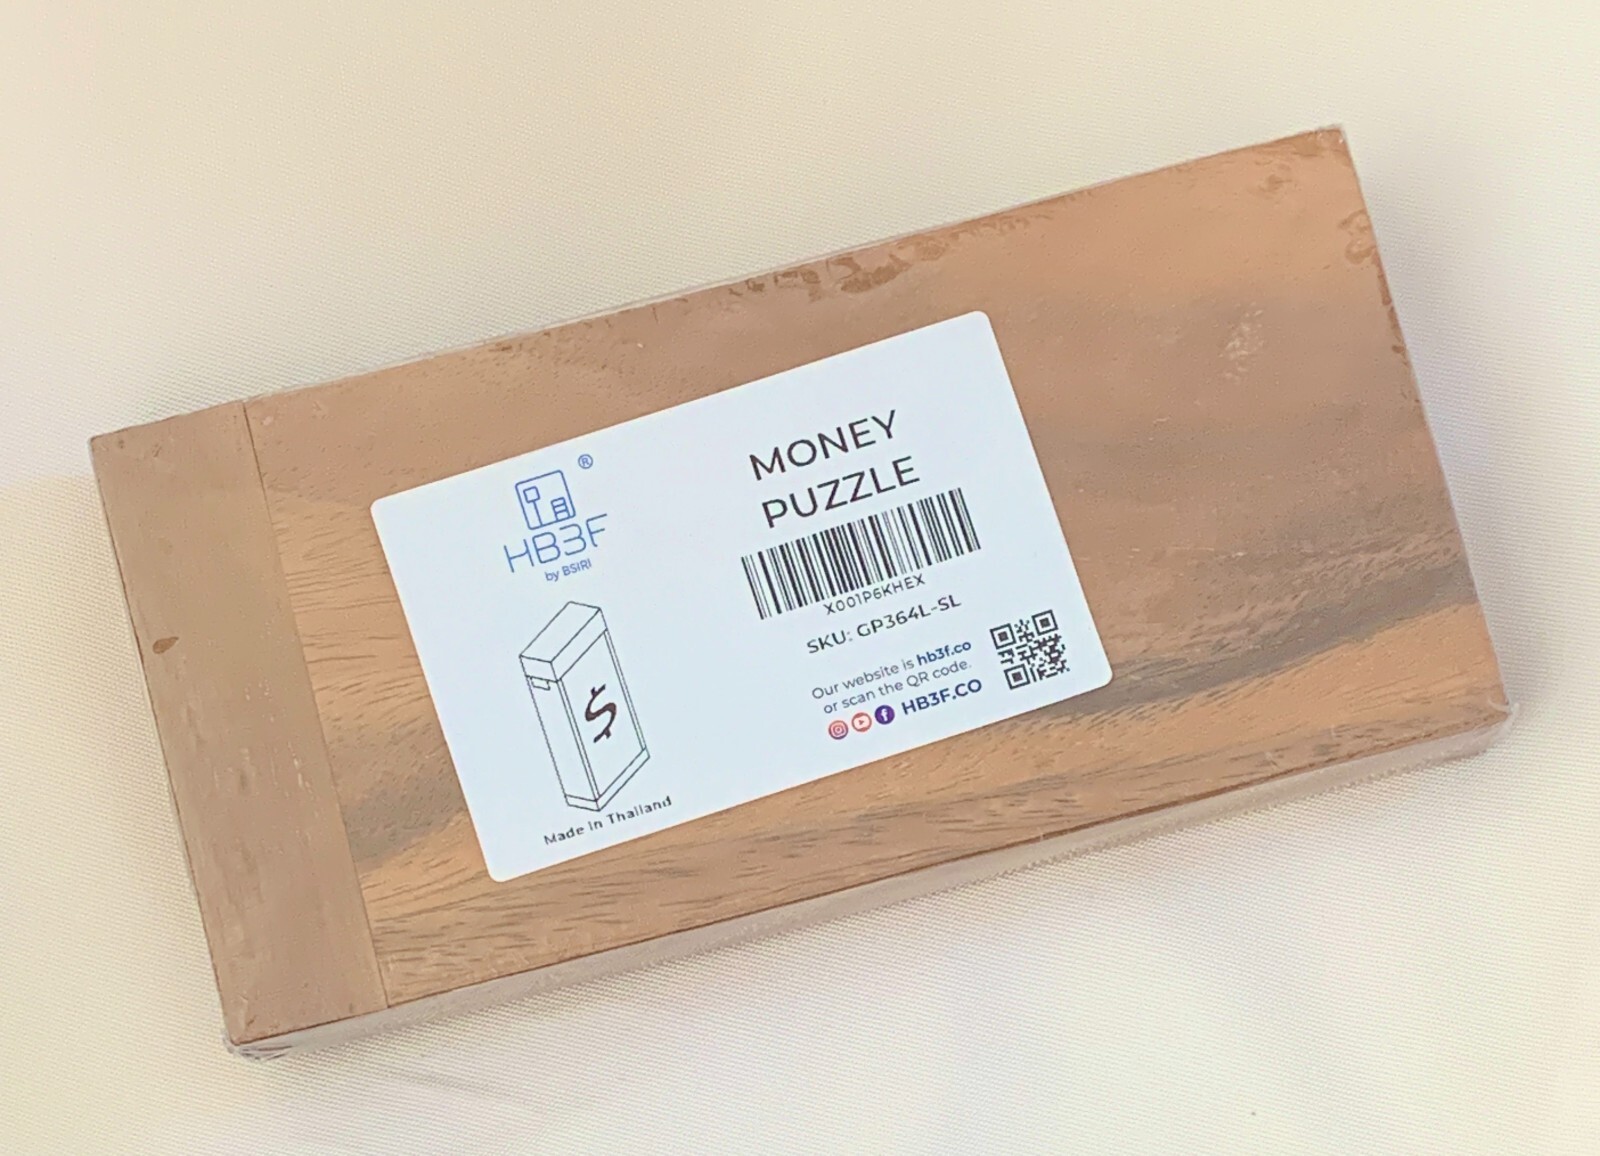 ®
HB3F
by BSIRI
$
Made in Thailand
MONEY
PUZZLE
X001P6KHEX
SKU: GP364L-SL
Our website is hb3f.co
or scan the QR code.
HB3F.CO